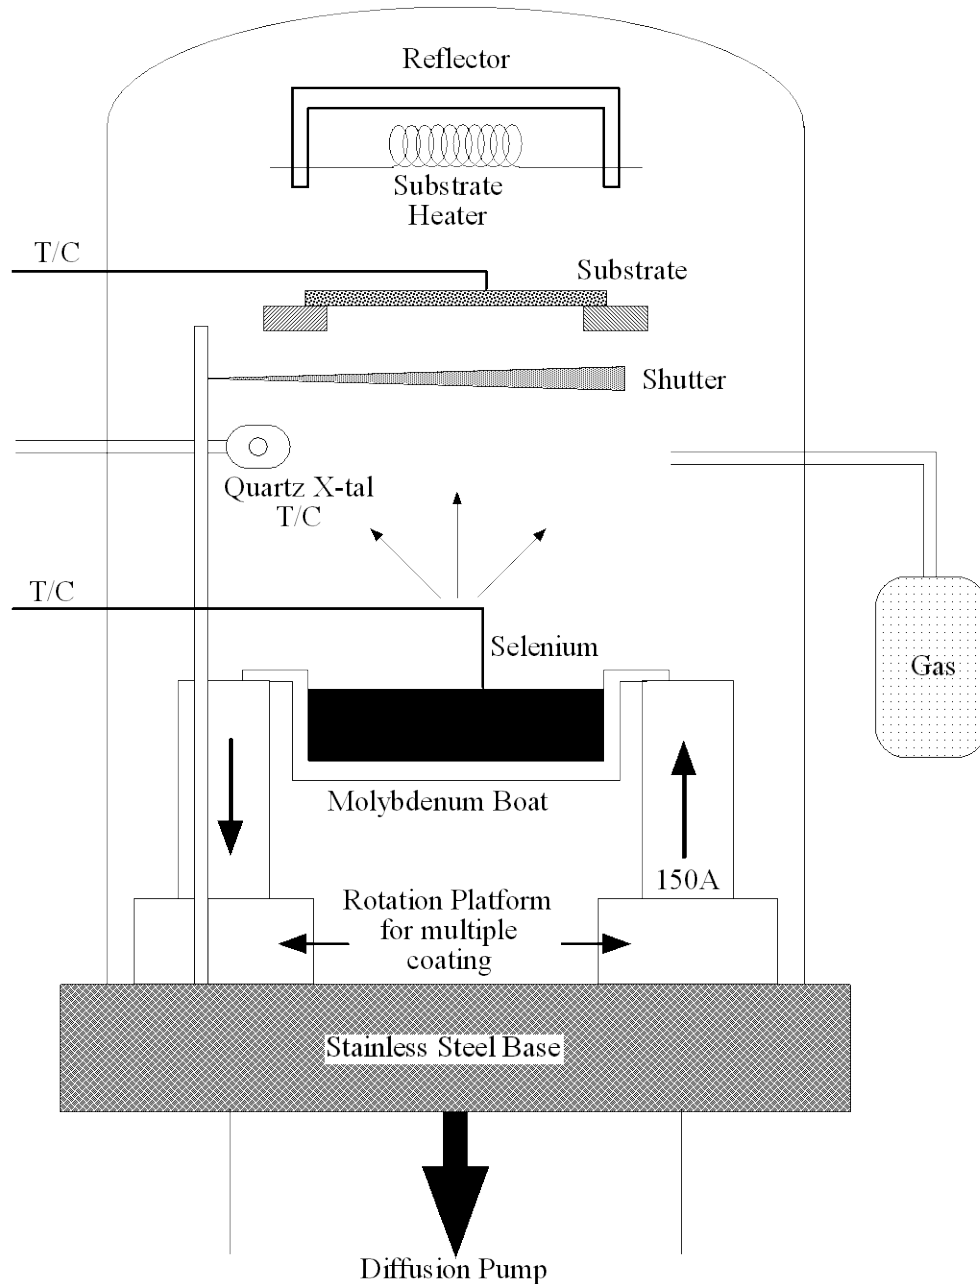 Reflector
Substrate
Heater
T/C
Substrate
Shutter
Quartz X-tal
T/C
T/C
Selenium
Gas
Molybdenum Boat
150A
Rotation Platform
for multiple
coating
Stainless Steel Base
Diffusion Pump